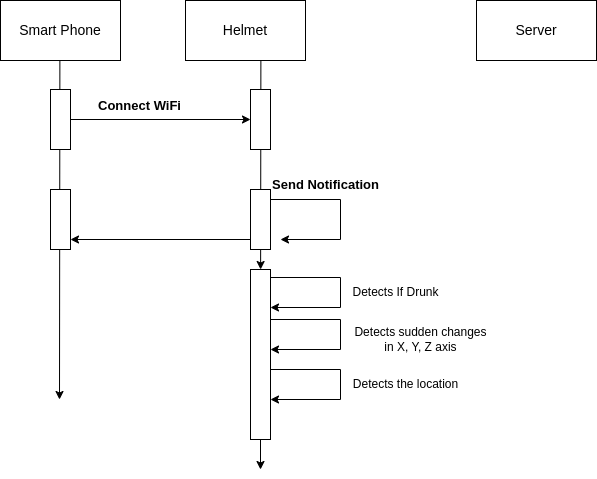 Smart Phone
Helmet
Server
Connect WiFi
Send Notification
Detects If Drunk
Detects sudden changes
in X, Y, Z axis
Detects the location